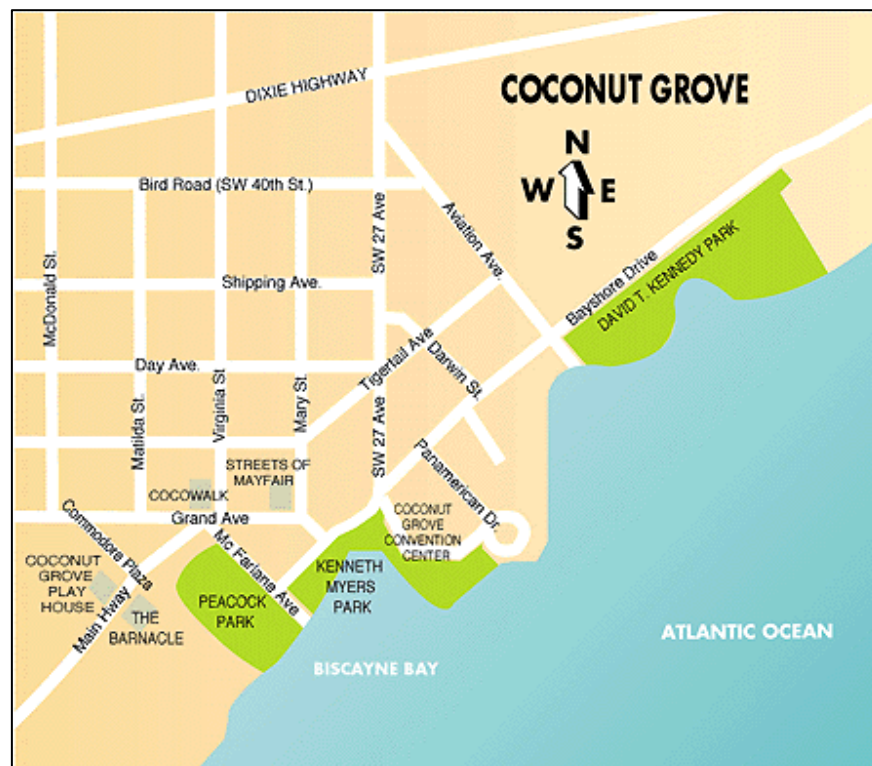 DIXIE HIGHWAY
COCONUT GROVE
N
W E
S
Bird Road (SW 40th St.)
SW 27 Ave
Aviation Ave.
McDonald St.
Shipping Ave.
Bayshore Drive
DAVID T. KENNEDY PARK
Day Ave.
Tigertail Ave
Darwin St.
Matilda St.
Virginia St
Mary St.
SW 27 Ave
Panamerican Dr.
STREETS OF
MAYFAIR
COCOWALK
Grand Ave
COCONUT
GROVE
CONVENTION
CENTER
Commodore Plaza
Mc Farlane Ave
COCONUT
GROVE
PLAY
HOUSE
KENNETH
MYERS
PARK
PEACOCK
PARK
Main Hway
THE
BARNACLE
BISCAYNE BAY
ATLANTIC OCEAN